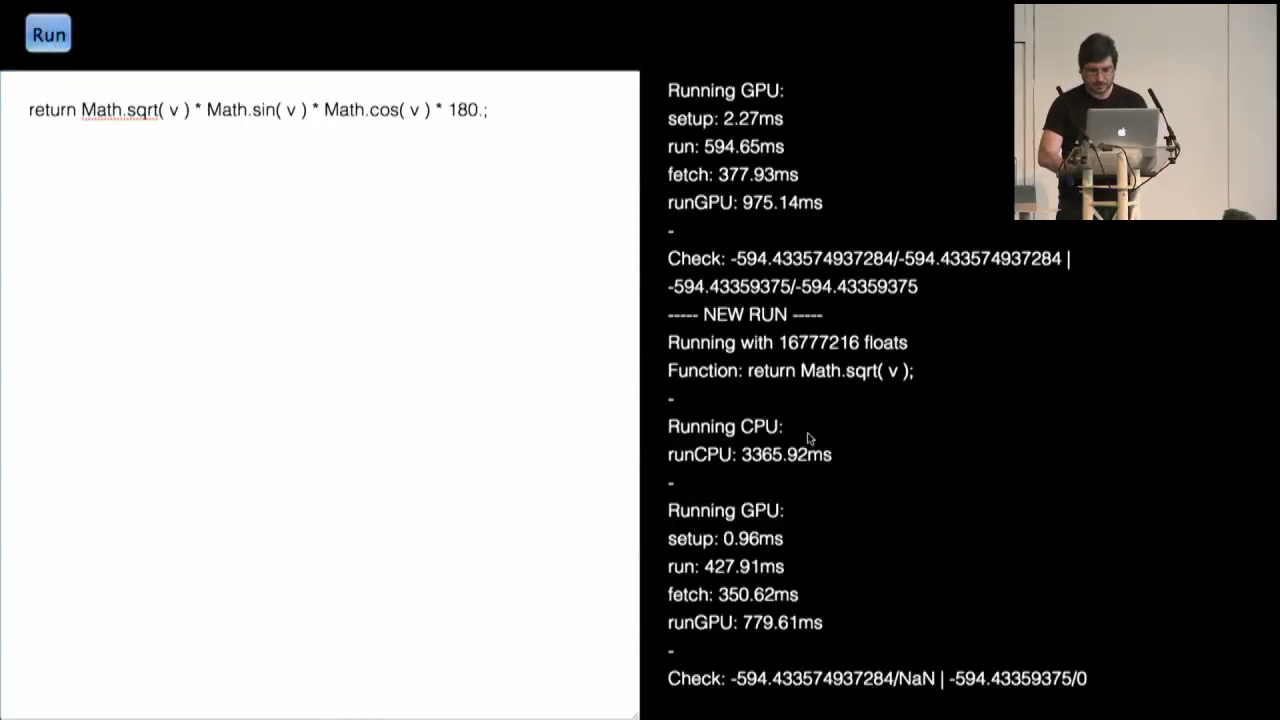 Run
return Math.sqrt( v ) * Math.sin( v ) * Math.cos( v ) * 180.;
Running GPU:
setup: 2.27ms
run: 594.65ms
fetch: 377.93ms
runGPU: 975.14ms
-
Check: -594.433574937284/-594.433574937284 |
-594.43359375/-594.43359375
----- NEW RUN -----
Running with 16777216 floats
Function: return Math.sqrt( v );
-
Running CPU:
runCPU: 3365.92ms
-
Running GPU:
setup: 0.96ms
run: 427.91ms
fetch: 350.62ms
runGPU: 779.61ms
-
Check: -594.433574937284/NaN | -594.43359375/0